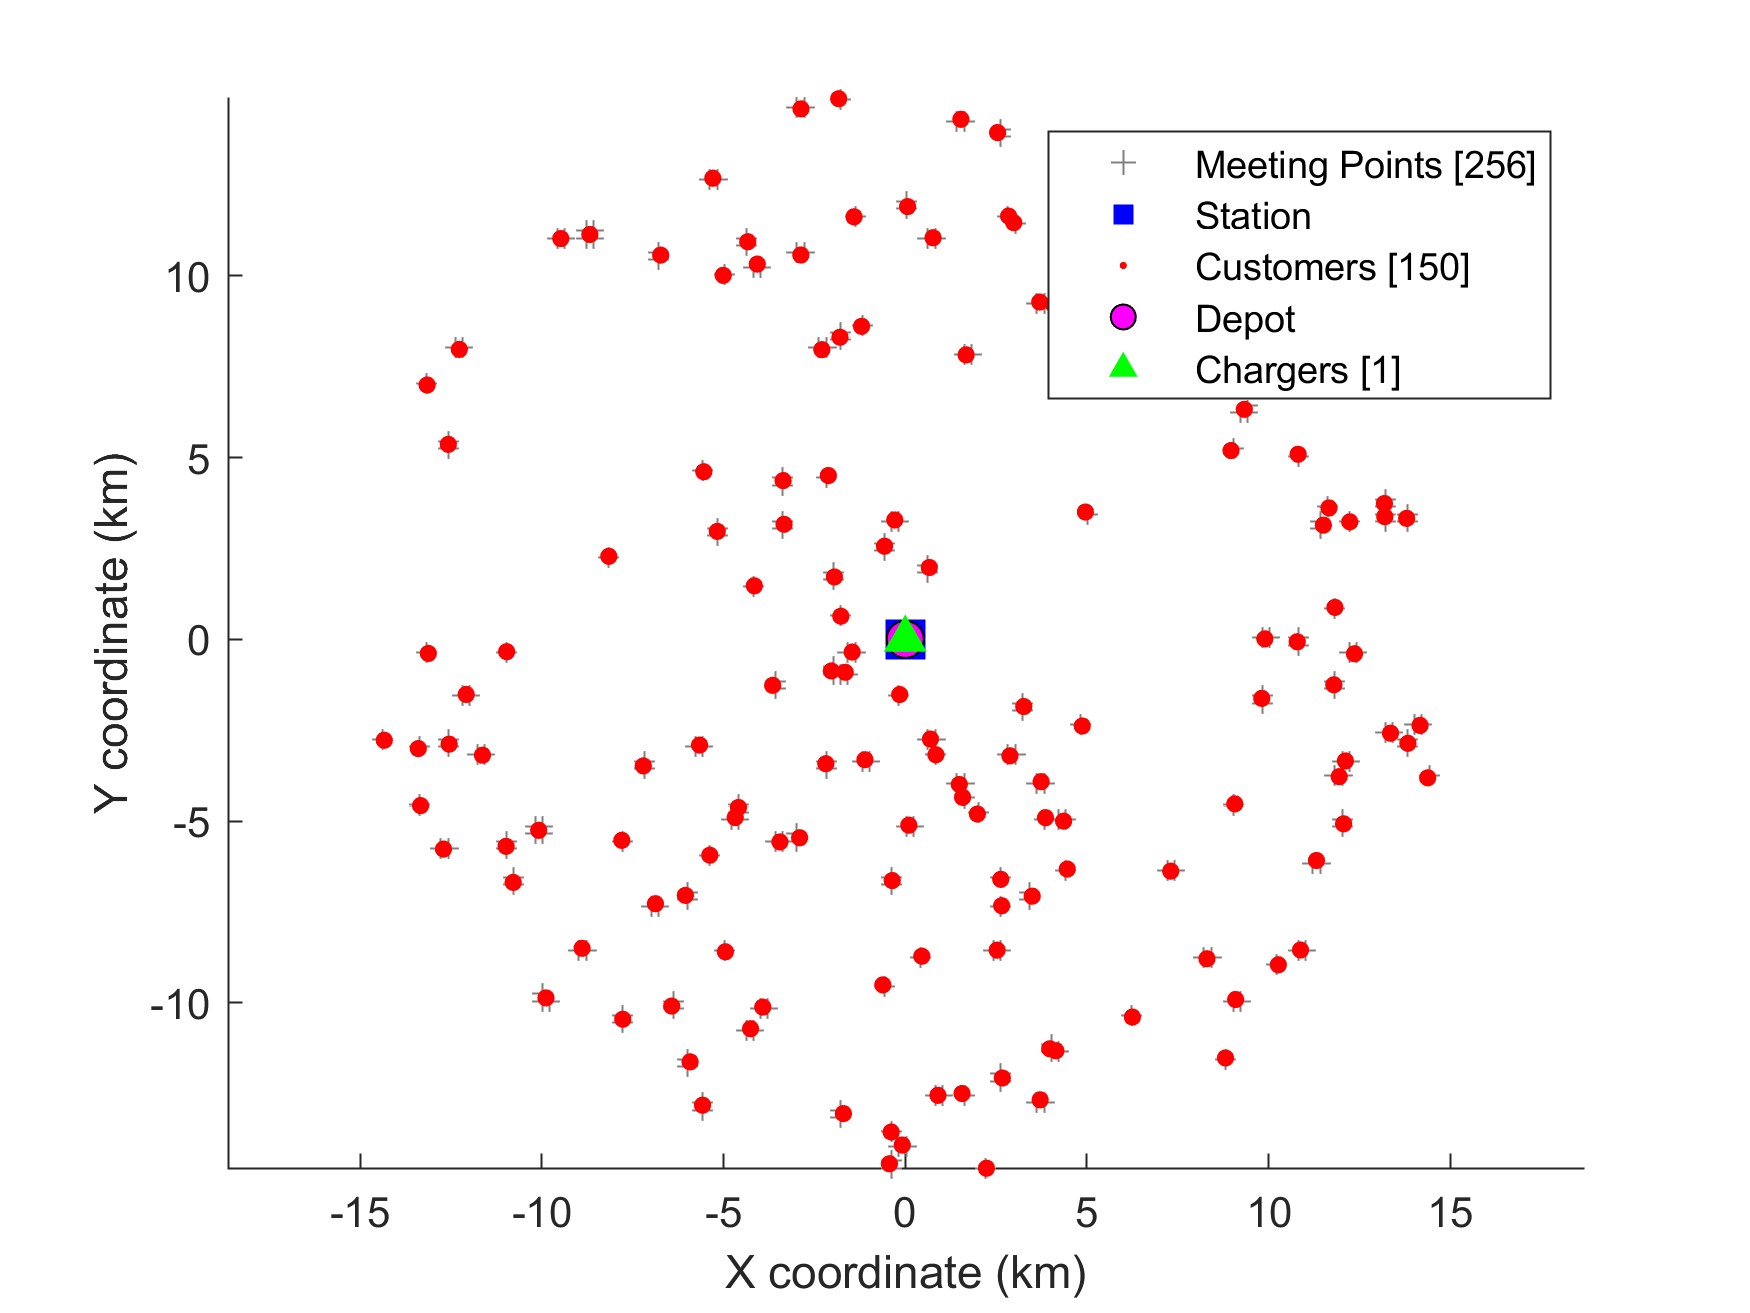 Meeting Points [256]
Station
Customers [150]
Depot
Chargers [1]
10
5
0
-5
-10
Y coordinate (km)
-15
-10
-5
0
5
10
15
X coordinate (km)